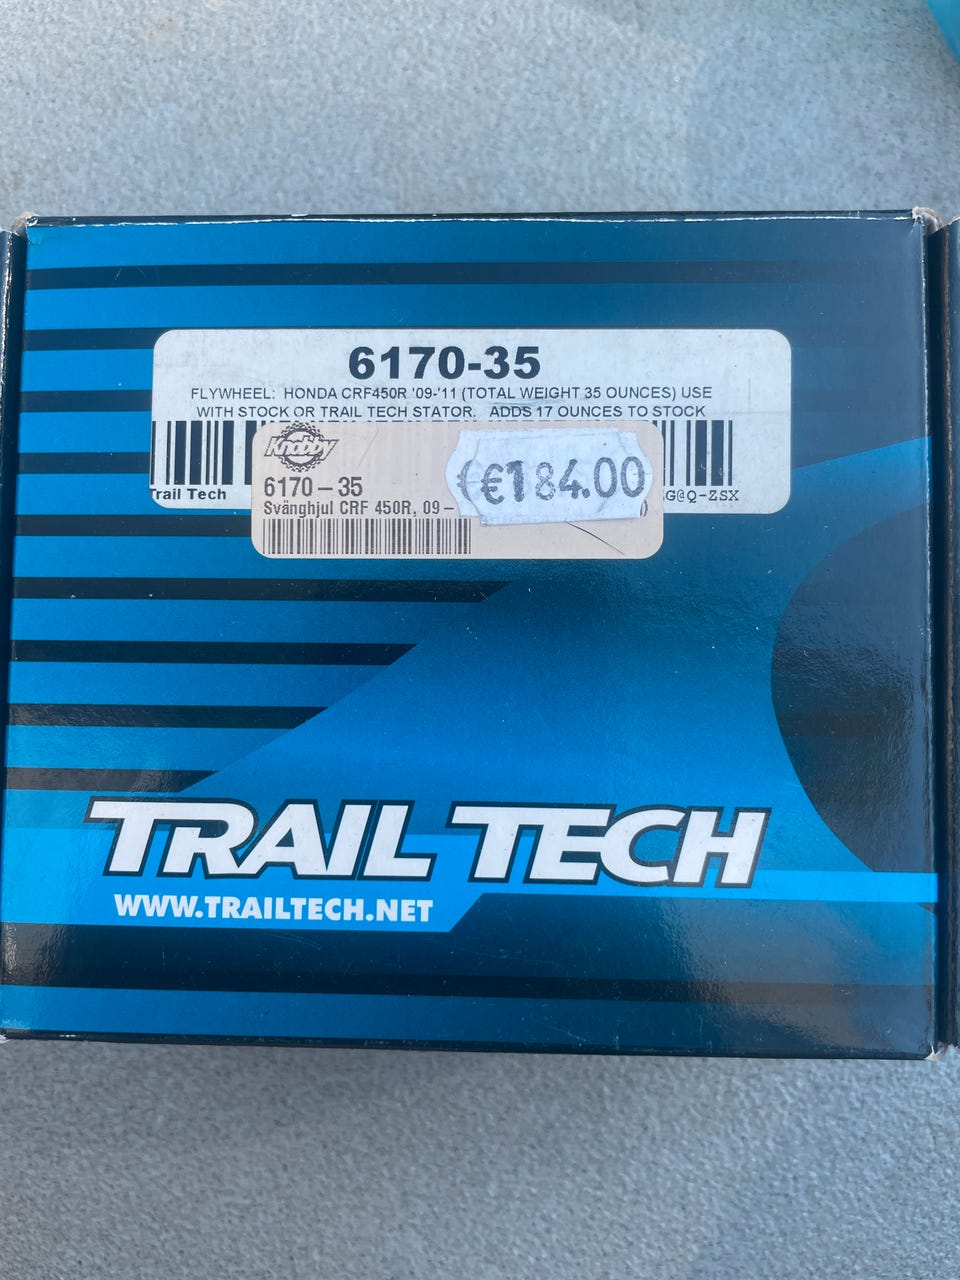 6170-35
FLYWHEEL: HONDA CRF450R '09-'11 (TOTAL WEIGHT 35 OUNCES) USE
WITH STOCK OR TRAIL TECH STATOR. ADDS 17 OUNCES TO STOCK
Trail Tech
G@Q-ZSX
Knobby
6170-35
Svänghjul CRF 450R, 09-
€184.00
TRAIL TECH
WWW.TRAILTECH.NET